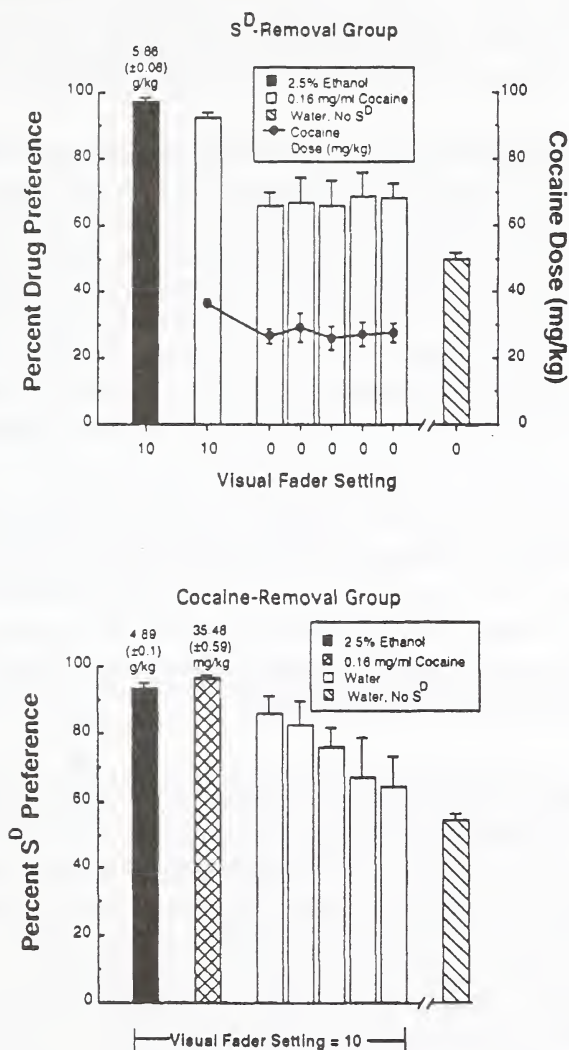 S^D-Removal Group
5.86
(±0.08)
g/kg
2.5% Ethanol
0.16 mg/ml Cocaine
Water, No S^D
Cocaine
Dose (mg/kg)
Percent Drug Preference
Cocaine Dose (mg/kg)
100
80
60
40
20
0
100
80
60
40
20
0
10 10 0 0 0 0 0 0
Visual Fader Setting
Cocaine-Removal Group
4.89
(±0.1)
g/kg
35.48
(±0.59)
mg/kg
2.5% Ethanol
0.16 mg/ml Cocaine
Water
Water, No S^D
Percent S^D Preference
100
80
60
40
20
0
Visual Fader Setting = 10